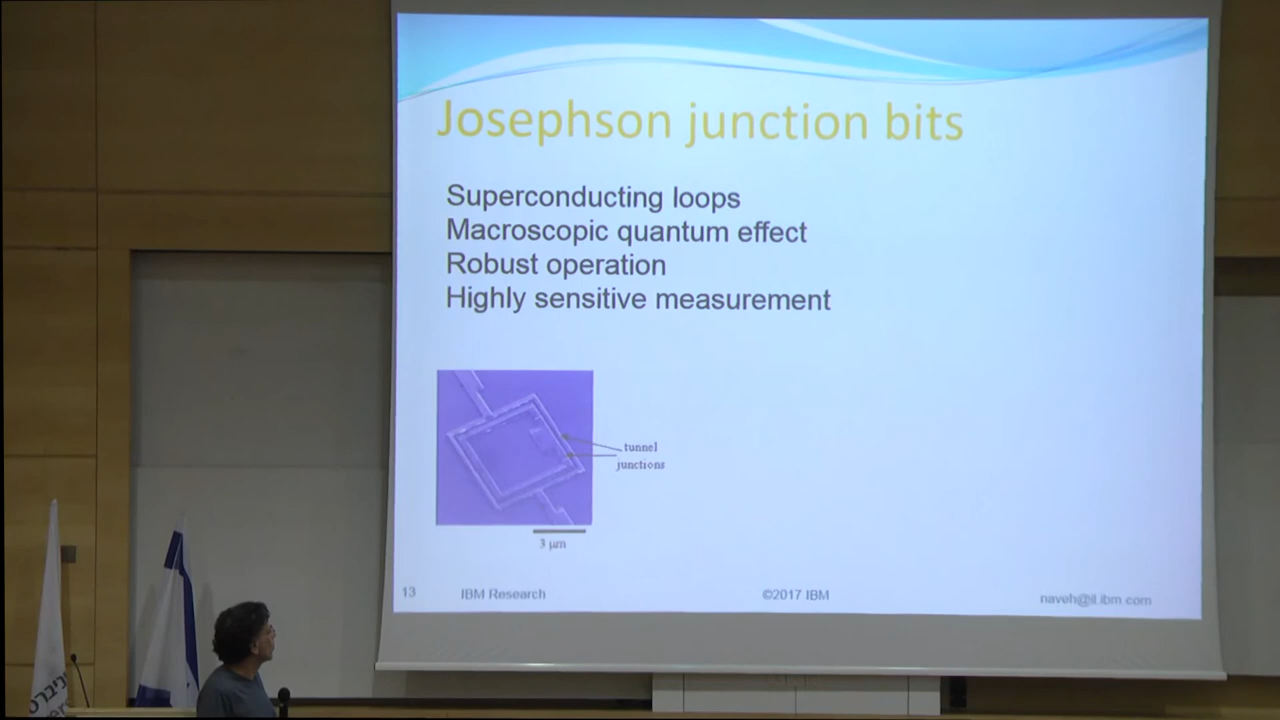 Josephson junction bits
Superconducting loops
Macroscopic quantum effect
Robust operation
Highly sensitive measurement
tunnel
junctions
3 μm
13
IBM Research
©2017 IBM
naveh@il.ibm.com